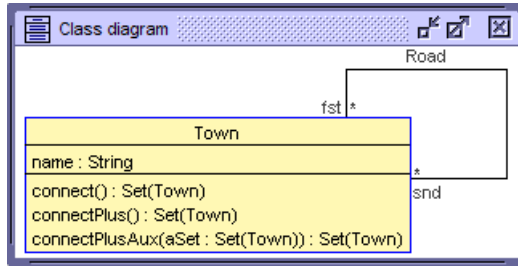 Class diagram
Road
fst *
Town
name : String
*
snd
connect() : Set(Town)
connectPlus() : Set(Town)
connectPlusAux(aSet : Set(Town)) : Set(Town)